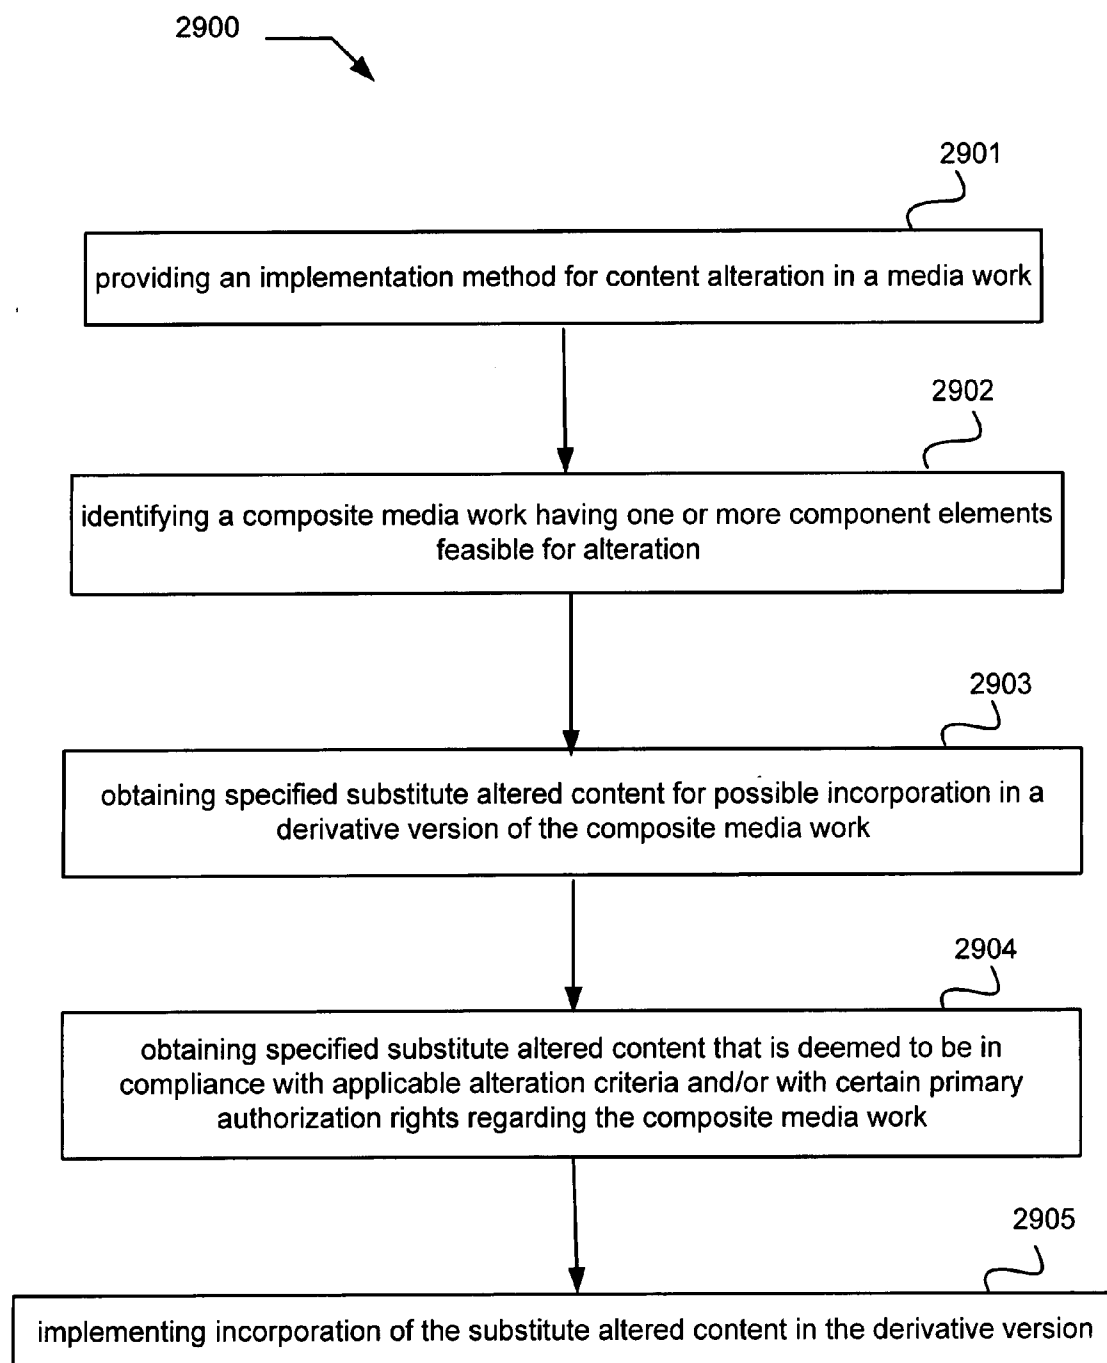 2900
2901
providing an implementation method for content alteration in a media work
2902
identifying a composite media work having one or more component elements
feasible for alteration
2903
obtaining specified substitute altered content for possible incorporation in a
derivative version of the composite media work
2904
obtaining specified substitute altered content that is deemed to be in
compliance with applicable alteration criteria and/or with certain primary
authorization rights regarding the composite media work
2905
implementing incorporation of the substitute altered content in the derivative version